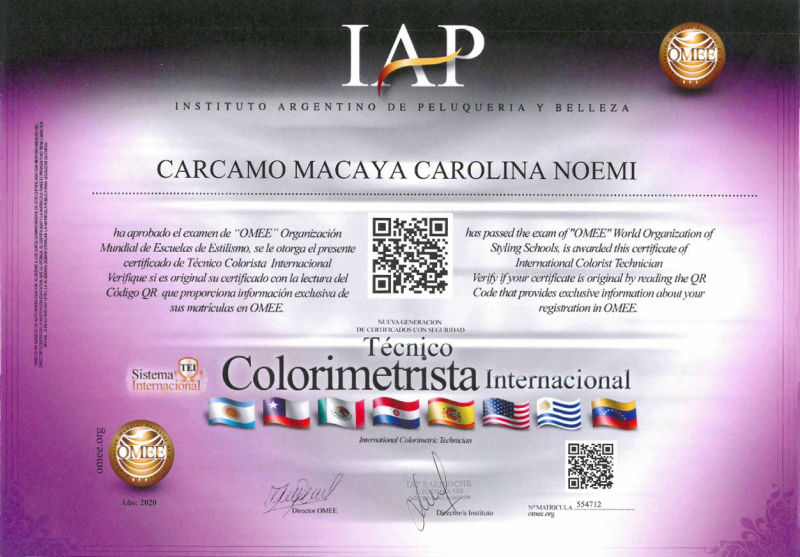 IAP
INSTITUTO ARGENTINO DE PELUQUERIA Y BELLEZA
OMEE
CARCAMO MACAYA CAROLINA NOEMI
ha aprobado el examen de "OMEE" Organización
Mundial de Escuelas de Estilismo, se le otorga el presente
certificado de Técnico Colorista Internacional
Verifique si es original su certificado con la lectura del
Código QR que proporciona información exclusiva de
sus matrículas en OMEE.
has passed the exam of "OMEE" World Organization of
Styling Schools, is awarded this certificate of
International Colorist Technician
Verify if your certificate is original by reading the QR
Code that provides exclusive information about your
registration in OMEE.
NUEVA GENERACION
DE CERTIFICADOS CON SEGURIDAD
Sistema TEI
Internacional
Técnico
Colorimetrista Internacional
International Colorimetric Technician
omee.org
OMEE
Año: 2020
Director OMEE
IAP BARILOCHE
Director/a Instituto
Nº MATRICULA 554712
omee.org